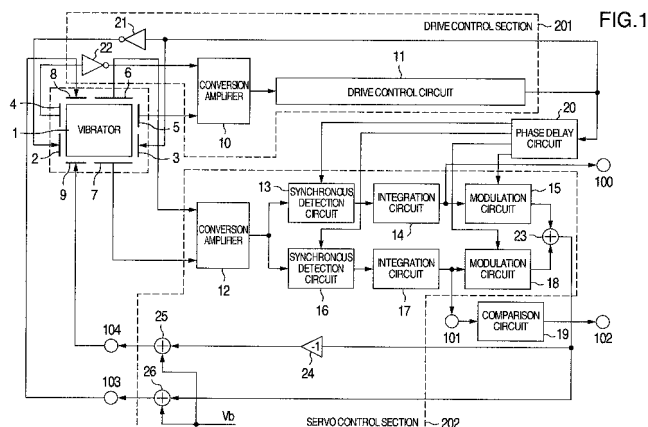 FIG.1
DRIVE CONTROL SECTION 201
21
22
8
6
4
1
VIBRATOR
2
5
3
9
7
CONVERSION
AMPLIFIER
10
11
DRIVE CONTROL CIRCUIT
20
PHASE DELAY
CIRCUIT
100
13
SYNCHRONOUS
DETECTION
CIRCUIT
INTEGRATION
CIRCUIT
14
MODULATION
CIRCUIT
15
23
CONVERSION
AMPLIFIER
12
SYNCHRONOUS
DETECTION
CIRCUIT
16
INTEGRATION
CIRCUIT
17
MODULATION
CIRCUIT
18
101
COMPARISON
CIRCUIT
19
102
104
25
-1
24
103
26
Vb
SERVO CONTROL SECTION 202